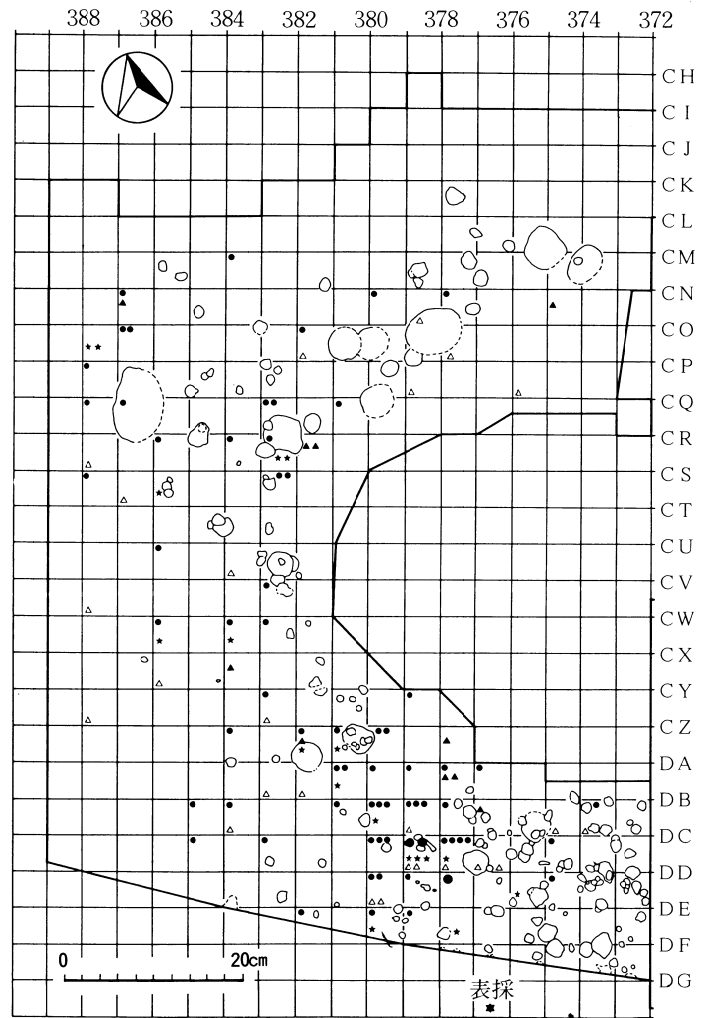 388 386 384 382 380 378 376 374 372
CH
CI
CJ
CK
CL
CM
CN
CO
CP
CQ
CR
CS
CT
CU
CV
CW
CX
CY
CZ
DA
DB
DC
DD
DE
DF
DG
0 20cm
表採